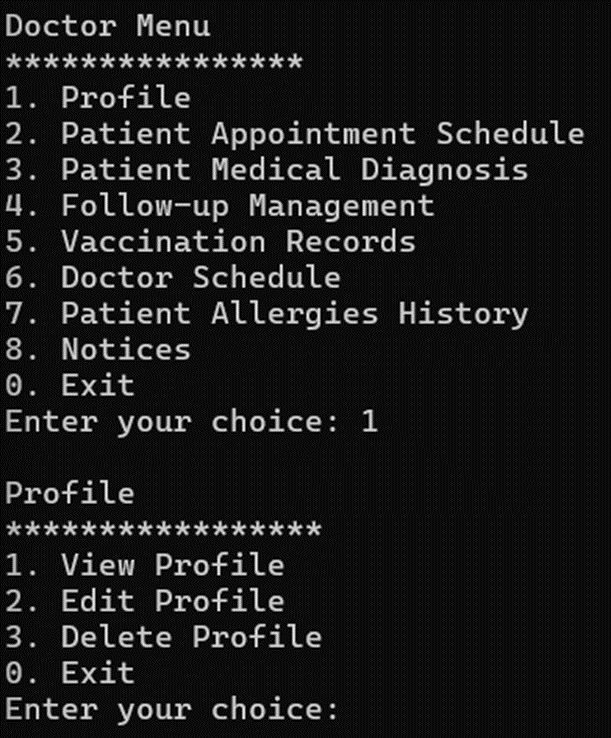 Doctor Menu
****************
1. Profile
2. Patient Appointment Schedule
3. Patient Medical Diagnosis
4. Follow-up Management
5. Vaccination Records
6. Doctor Schedule
7. Patient Allergies History
8. Notices
0. Exit
Enter your choice: 1

Profile
*****************
1. View Profile
2. Edit Profile
3. Delete Profile
0. Exit
Enter your choice: